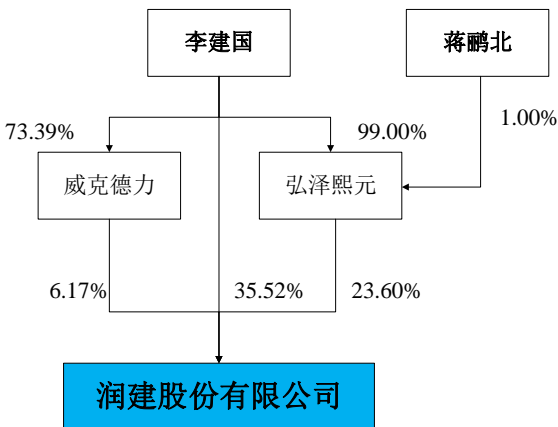 李建国
蒋鹂北
73.39%
99.00%
1.00%
威克德力
弘泽熙元
6.17%
35.52%
23.60%
润建股份有限公司